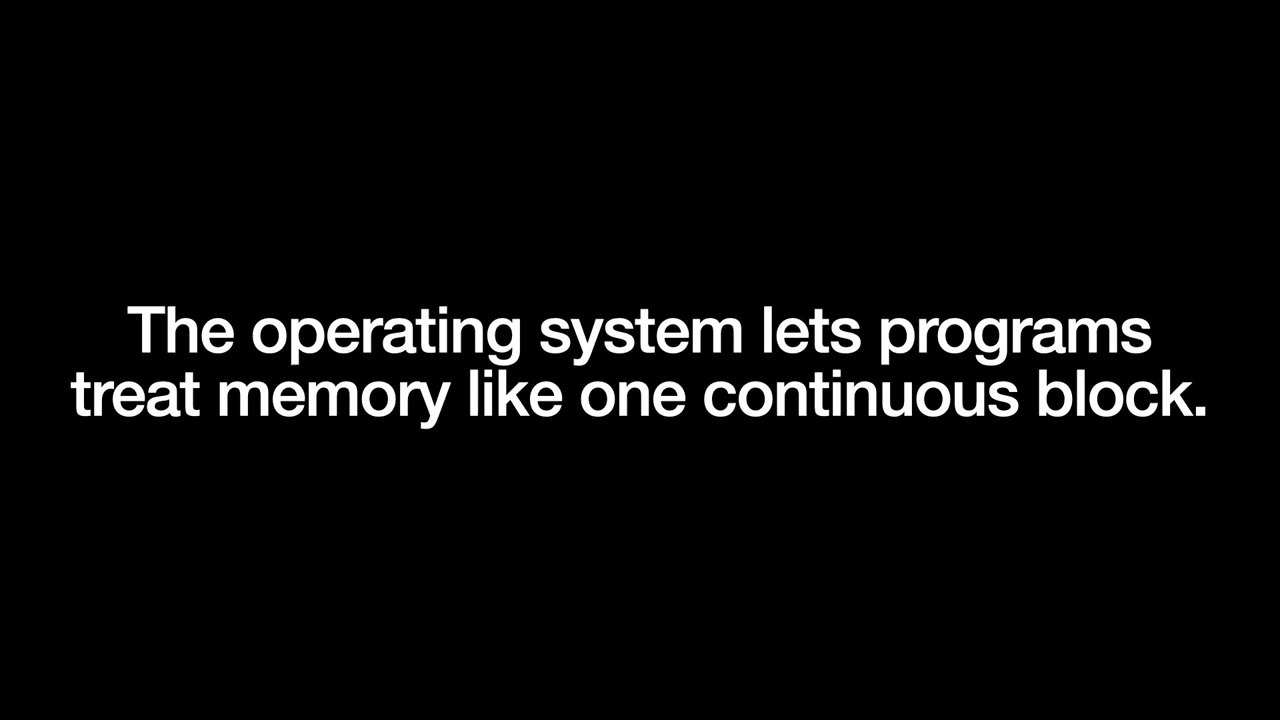 The operating system lets programs
treat memory like one continuous block.